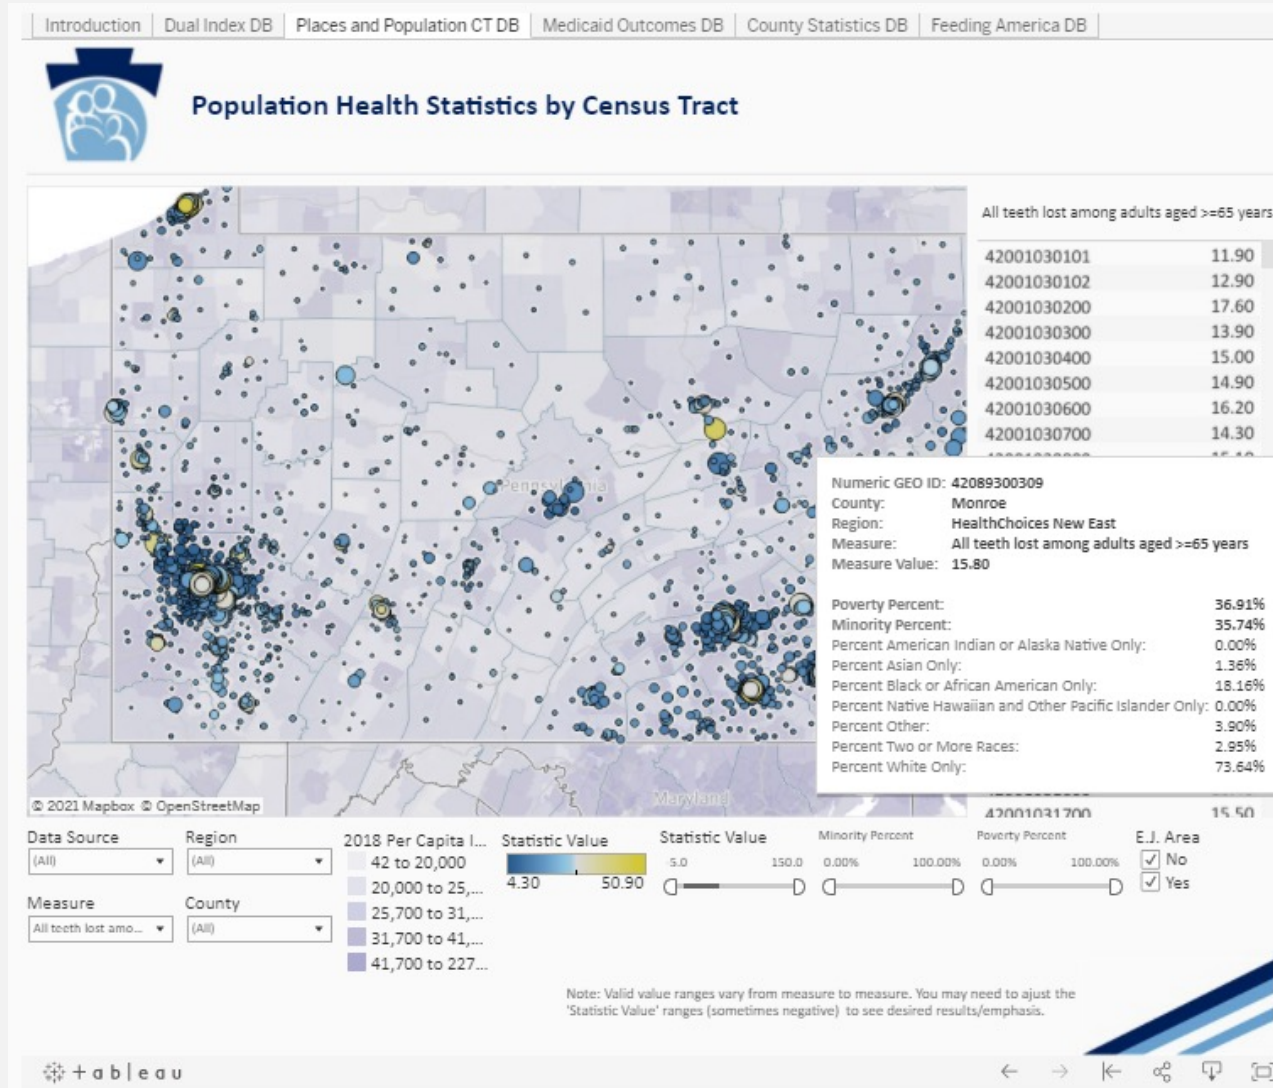 Introduction
Dual Index DB
Places and Population CT DB
Medicaid Outcomes DB
County Statistics DB
Feeding America DB
Population Health Statistics by Census Tract
All teeth lost among adults aged >=65 years
42001030101 11.90
42001030102 12.90
42001030200 17.60
42001030300 13.90
42001030400 15.00
42001030500 14.90
42001030600 16.20
42001030700 14.30
Numeric GEO ID: 42089300309
County: Monroe
Region: HealthChoices New East
Measure: All teeth lost among adults aged >=65 years
Measure Value: 15.80
Poverty Percent: 36.91%
Minority Percent: 35.74%
Percent American Indian or Alaska Native Only: 0.00%
Percent Asian Only: 1.36%
Percent Black or African American Only: 18.16%
Percent Native Hawaiian and Other Pacific Islander Only: 0.00%
Percent Other: 3.90%
Percent Two or More Races: 2.95%
Percent White Only: 73.64%
42001031700 15.50
Maryland
© 2021 Mapbox © OpenStreetMap
Data Source
(All)
Region
(All)
Measure
All teeth lost amo...
County
(All)
2018 Per Capita I...
42 to 20,000
20,000 to 25,...
25,700 to 31,...
31,700 to 41,...
41,700 to 227...
Statistic Value
4.30 50.90
Statistic Value
-5.0 150.0
Minority Percent
0.00% 100.00%
Poverty Percent
0.00% 100.00%
E.J. Area
No
Yes
Note: Valid value ranges vary from measure to measure. You may need to ajust the
'Statistic Value' ranges (sometimes negative) to see desired results/emphasis.
+ a b | e a u